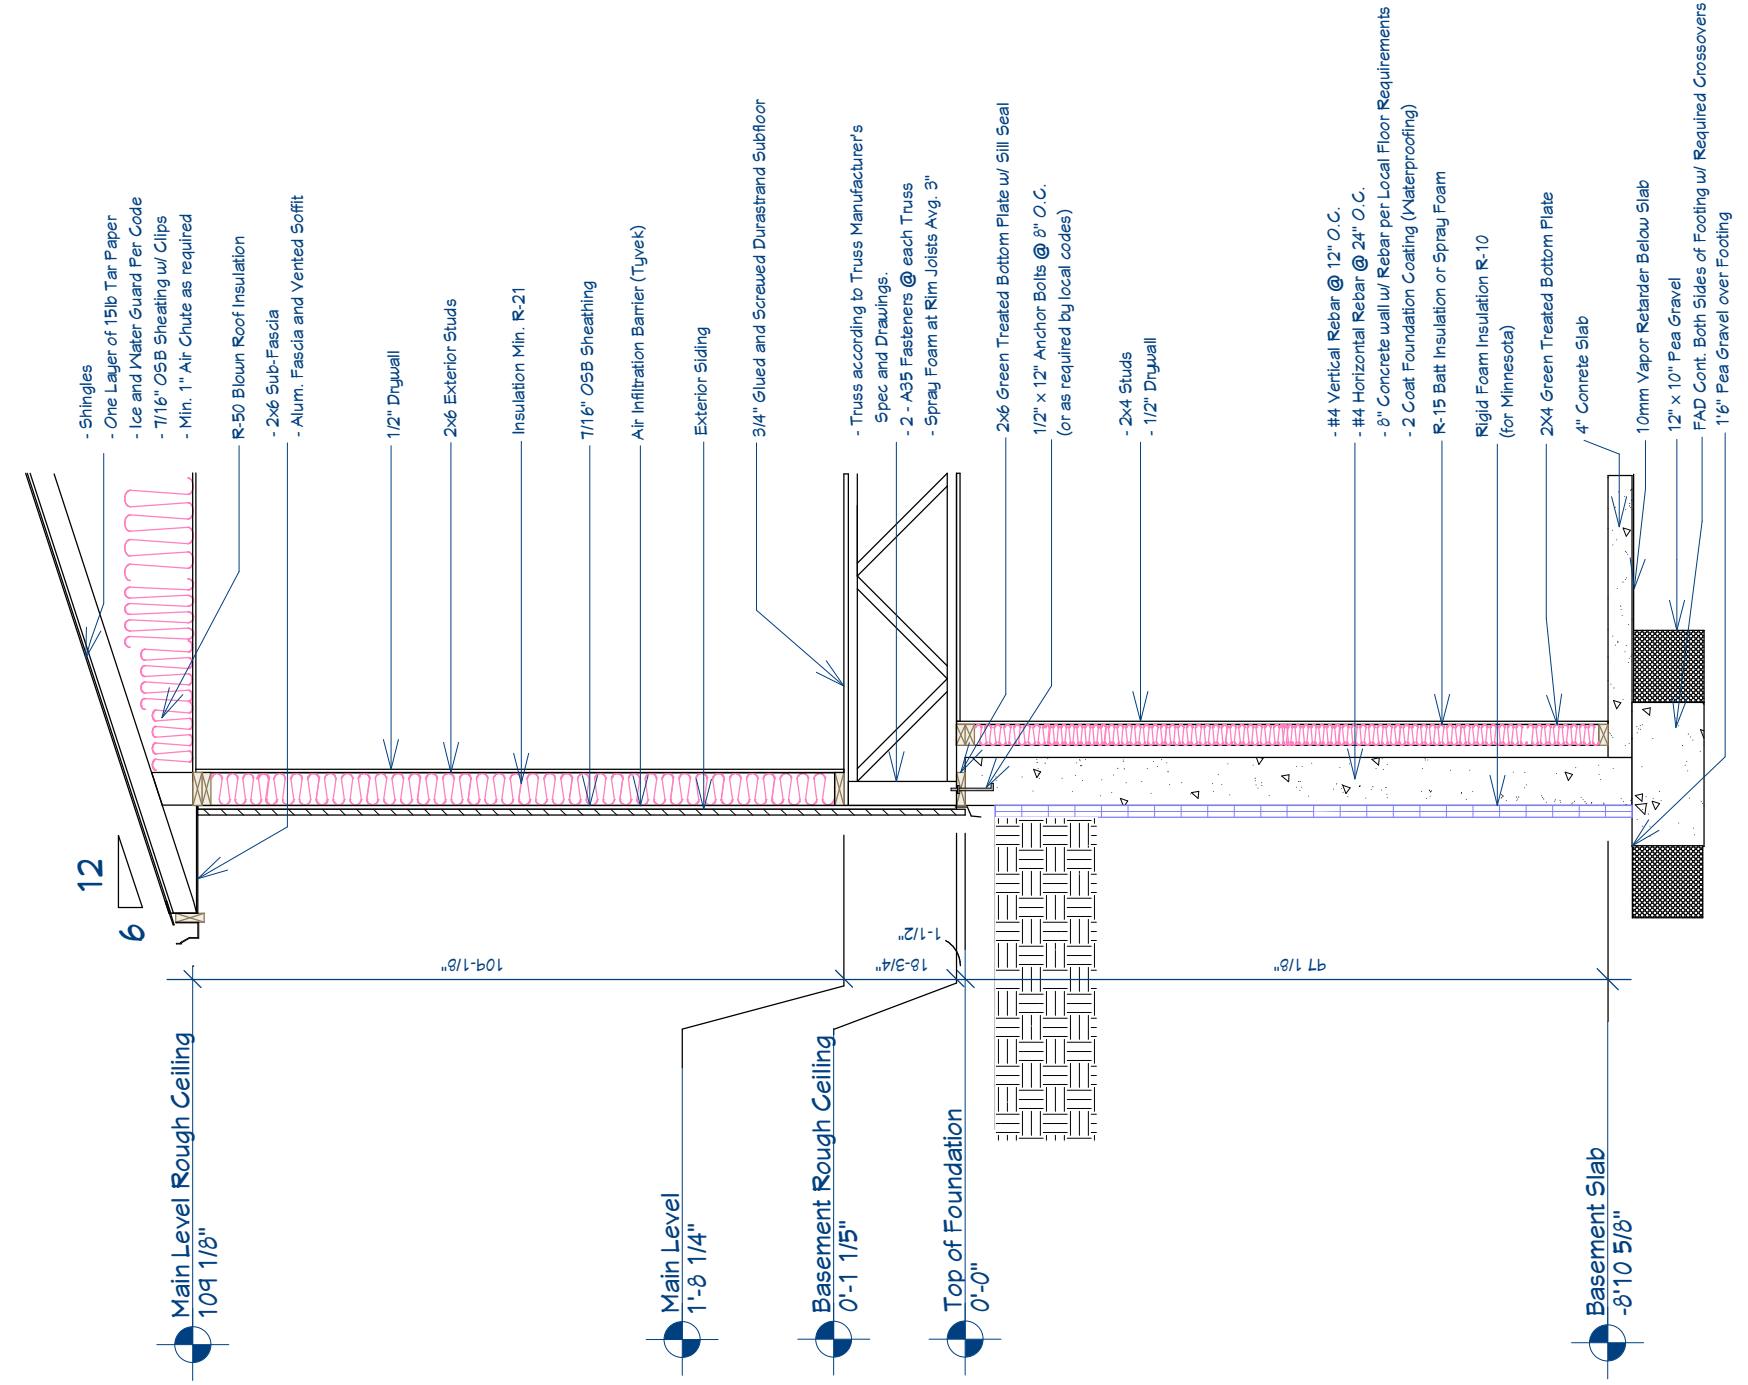 - Shingles
- One Layer of 15lb Tar Paper
- Ice and Water Guard Per Code
- 7/16" OSB Sheating w/ Clips
- Min. 1" Air Chute as required
R-50 Blown Roof Insulation
- 2x6 Sub-Fascia
- Alum. Fascia and Vented Soffit
1/2" Drywall
2x6 Exterior Studs
Insulation Min. R-21
7/16" OSB Sheathing
Air Infiltration Barrier (Tyvek)
Exterior Siding
3/4" Glued and Screwed Durastrand Subfloor
- Truss according to Truss Manufacturer's
Spec and Drawings.
- 2 - A35 Fasteners @ each Truss
- Spray Foam at Rim Joists Avg. 3"
2x6 Green Treated Bottom Plate w/ Sill Seal
1/2" x 12" Anchor Bolts @ 8" O.C.
(or as required by local codes)
- 2x4 Studs
- 1/2" Drywall
- #4 Vertical Rebar @ 12" O.C.
- #4 Horizontal Rebar @ 24" O.C.
- 8" Concrete wall w/ Rebar per Local Floor Requirements
- 2 Coat Foundation Coating (Waterproofing)
R-15 Batt Insulation or Spray Foam
Rigid Foam Insulation R-10
(for Minnesota)
2X4 Green Treated Bottom Plate
4" Conrete Slab
10mm Vapor Retarder Below Slab
12" x 10" Pea Gravel
FAD Cont. Both Sides of Footing w/ Required Crossovers
1'6" Pea Gravel over Footing
12
6
109-1/8"
18-3/4"
1-1/2"
97 1/8"
Main Level Rough Ceiling
109 1/8"
Main Level
1'-8 1/4"
Basement Rough Ceiling
0'-1 1/5"
Top of Foundation
0'-0"
Basement Slab
-8'10 5/8"